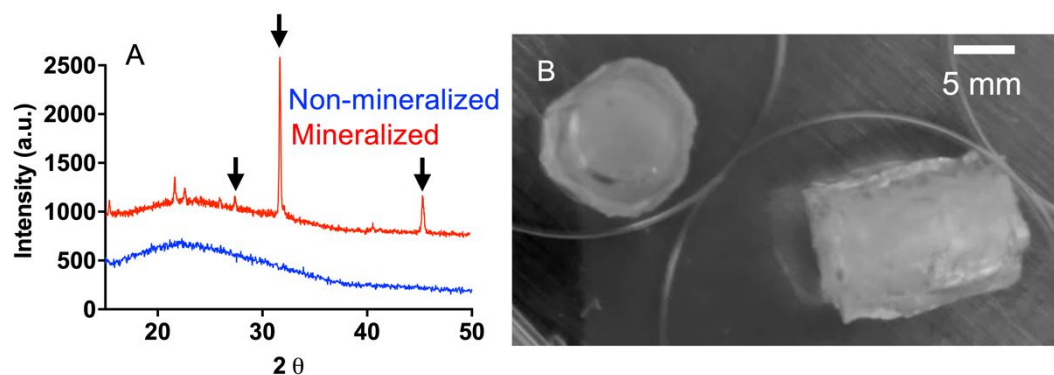 A
2500
2000
1500
1000
500
0
Intensity (a.u.)
Non-mineralized
Mineralized
20 30 40 50
2 θ
B
5 mm